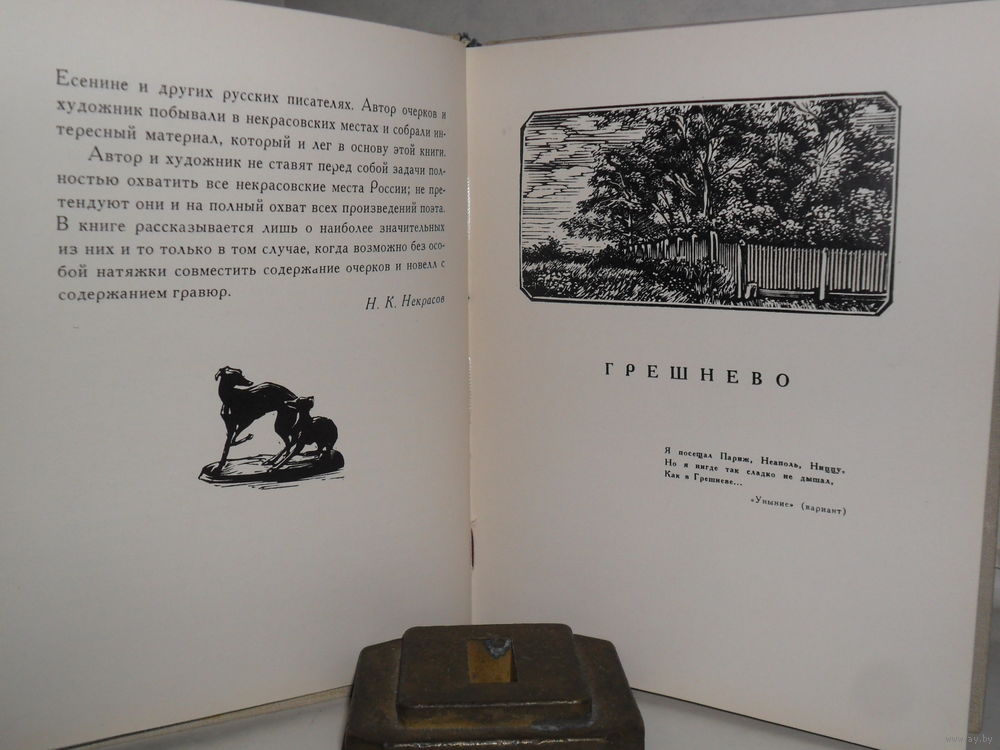 Есенине и других русских писателях. Автор очерков и
художник побывали в некрасовских местах и собрали ин-
тересный материал, который и лег в основу этой книги.
Автор и художник не ставят перед собой задачи пол-
ностью охватить все некрасовские места России; не пре-
тендуют они и на полный охват всех произведений поэта.
В книге рассказывается лишь о наиболее значительных
из них и то только в том случае, когда возможно без осо-
бой натяжки совместить содержание очерков и новелл с
содержанием гравюр.
Н. К. Некрасов
ГРЕШНЕВО
Я посещал Париж, Неаполь, Ниццу,
Но я нигде так сладко не дышал,
Как в Грешневе...
«Уныние» (вариант)
www.ay.by